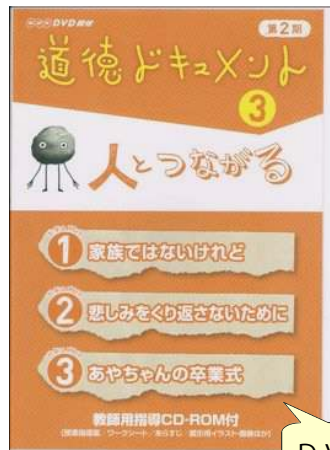 NHK DVD教材
第2期
道徳ドキュメント
3
人とつながる
1 家族ではないけれど
2 悲しみをくり返さないために
3 あやちゃんの卒業式
教師用指導CD-ROM付